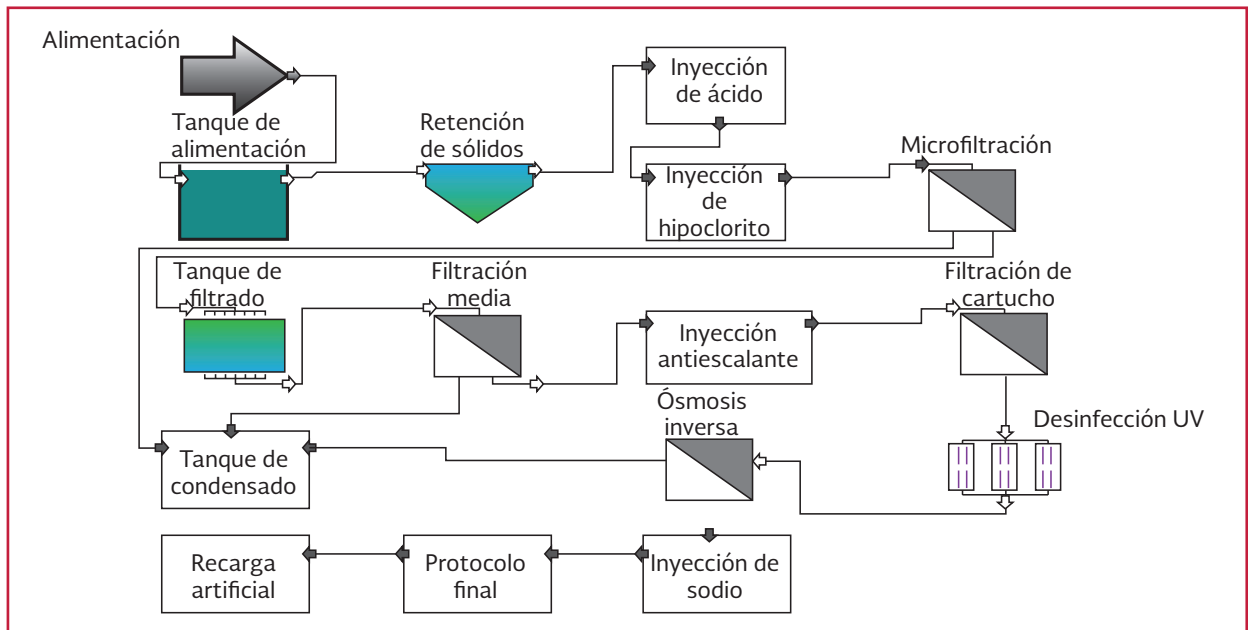 Alimentación
Tanque de
alimentación
Retención
de sólidos
Inyección
de ácido
Inyección
de
hipoclorito
Microfiltración
Tanque de
filtrado
Filtración
media
Inyección
antiescalante
Filtración de
cartucho
Desinfección UV
Ósmosis
inversa
Tanque de
condensado
Recarga
artificial
Protocolo
final
Inyección de
sodio